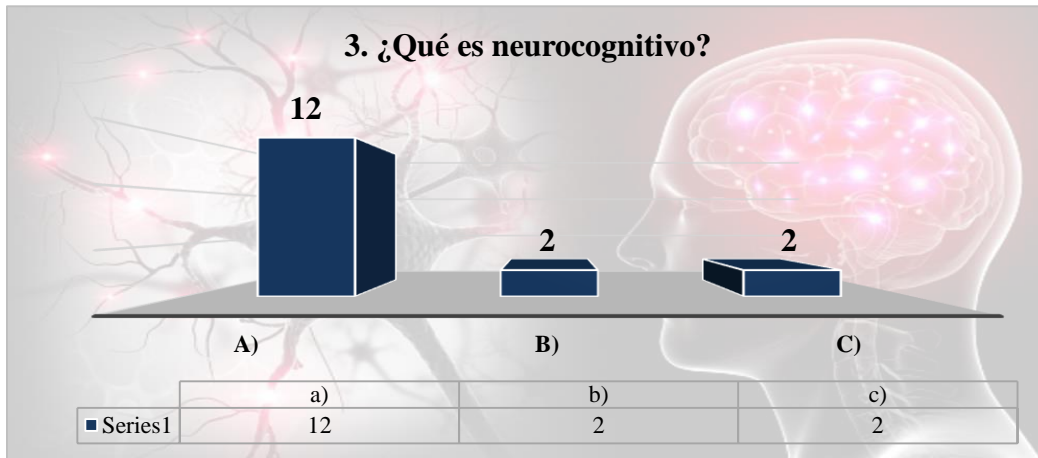 3. ¿Qué es neurocognitivo?
12
2
2
A)
B)
C)
a) b) c)
Series1 12 2 2